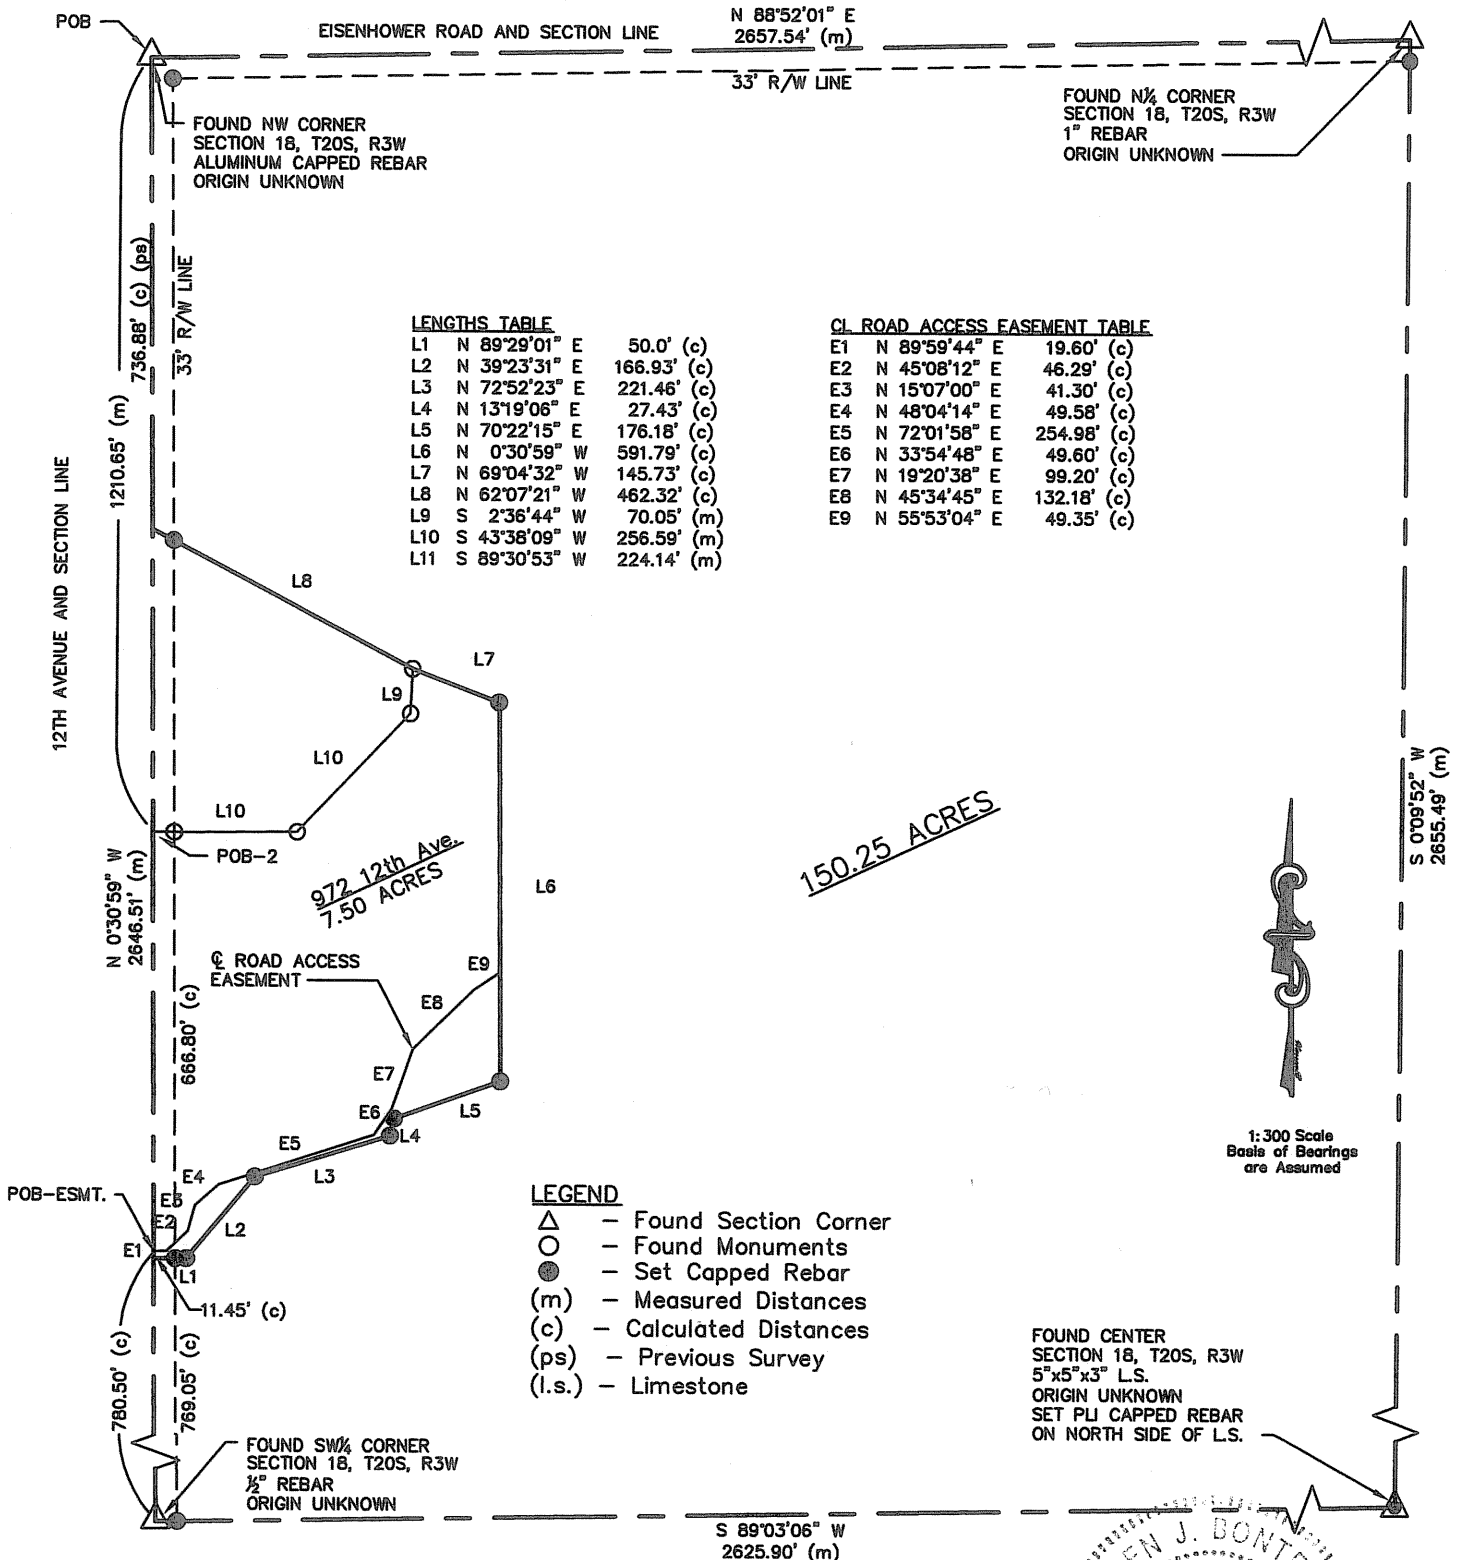 POB
EISENHOWER ROAD AND SECTION LINE
N 88°52'01" E
2657.54' (m)
33' R/W LINE
FOUND NW CORNER
SECTION 18, T20S, R3W
ALUMINUM CAPPED REBAR
ORIGIN UNKNOWN
FOUND N¼ CORNER
SECTION 18, T20S, R3W
1" REBAR
ORIGIN UNKNOWN
736.88' (c) (ps)
33' R/W LINE
1210.65' (m)
12TH AVENUE AND SECTION LINE
LENGTHS TABLE
L1 N 89°29'01" E 50.0' (c)
L2 N 39°23'31" E 166.93' (c)
L3 N 72°52'23" E 221.46' (c)
L4 N 13°19'06" E 27.43' (c)
L5 N 70°22'15" E 176.18' (c)
L6 N 0°30'59" W 591.79' (c)
L7 N 69°04'32" W 145.73' (c)
L8 N 62°07'21" W 462.32' (c)
L9 S 2°36'44" W 70.05' (m)
L10 S 43°38'09" W 256.59' (m)
L11 S 89°30'53" W 224.14' (m)
CL ROAD ACCESS EASEMENT TABLE
E1 N 89°59'44" E 19.60' (c)
E2 N 45°08'12" E 46.29' (c)
E3 N 15°07'00" E 41.30' (c)
E4 N 48°04'14" E 49.58' (c)
E5 N 72°01'58" E 254.98' (c)
E6 N 33°54'48" E 49.60' (c)
E7 N 19°20'38" E 99.20' (c)
E8 N 45°34'45" E 132.18' (c)
E9 N 55°53'04" E 49.35' (c)
L8
L7
L9
L10
L10
POB-2
972 12th Ave.
7.50 ACRES
L6
150.25 ACRES
S 0°09'52" W
2655.49' (m)
N 0°30'59" W
2646.51' (m)
℄ ROAD ACCESS
EASEMENT
E9
E8
666.80' (c)
E7
E6
L5
L4
E5
L3
E4
POB-ESMT.
E3
E2
L2
E1
L1
11.45' (c)
1:300 Scale
Basis of Bearings
are Assumed
LEGEND
△ – Found Section Corner
○ – Found Monuments
● – Set Capped Rebar
(m) – Measured Distances
(c) – Calculated Distances
(ps) – Previous Survey
(l.s.) – Limestone
780.50' (c)
769.05' (c)
FOUND SW¼ CORNER
SECTION 18, T20S, R3W
½" REBAR
ORIGIN UNKNOWN
FOUND CENTER
SECTION 18, T20S, R3W
5"x5"x3" L.S.
ORIGIN UNKNOWN
SET PLI CAPPED REBAR
ON NORTH SIDE OF L.S.
S 89°03'06" W
2625.90' (m)
J.